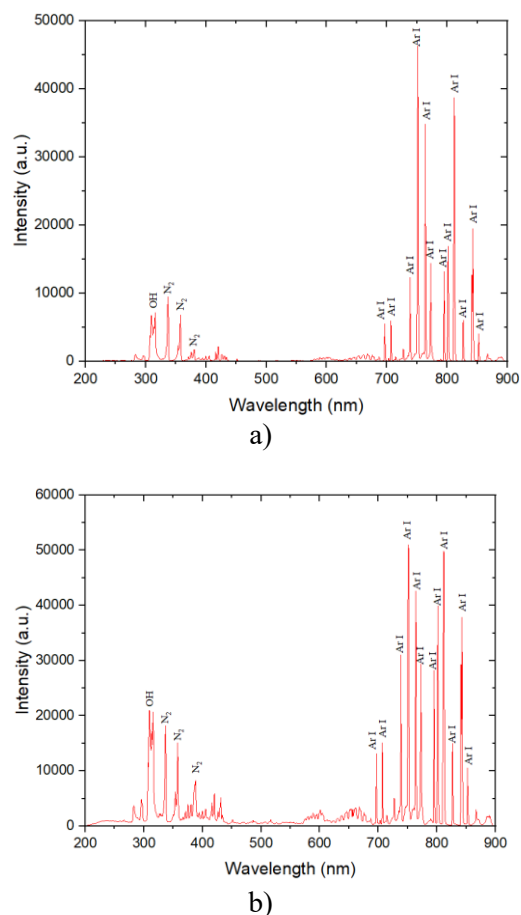 50000
40000
30000
20000
10000
0
Intensity (a.u.)
OH
N₂
N₂
N₂
Ar I
Ar I
Ar I
Ar I
Ar I
Ar I
Ar I
Ar I
Ar I
Ar I
Ar I
Ar I
200 300 400 500 600 700 800 900
Wavelength (nm)
a)
60000
50000
40000
30000
20000
10000
0
Intensity (a.u.)
OH
N₂
N₂
N₂
Ar I
Ar I
Ar I
Ar I
Ar I
Ar I
Ar I
Ar I
Ar I
Ar I
Ar I
Ar I
200 300 400 500 600 700 800 900
Wavelength (nm)
b)